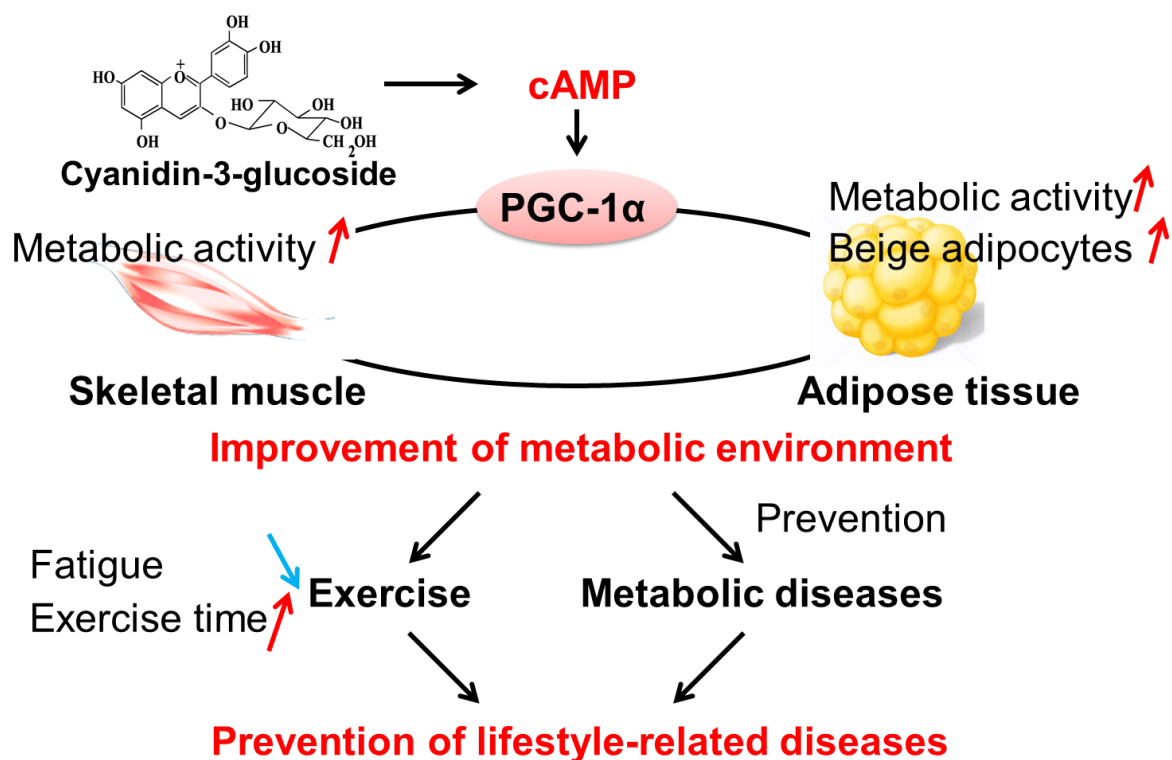 OH
OH
HO
+
O
OH
O
HO
OH
O
OH
CH2OH
Cyanidin-3-glucoside
cAMP
PGC-1α
Metabolic activity
Metabolic activity
Beige adipocytes
Skeletal muscle
Adipose tissue
Improvement of metabolic environment
Prevention
Fatigue
Exercise time
Exercise
Metabolic diseases
Prevention of lifestyle-related diseases